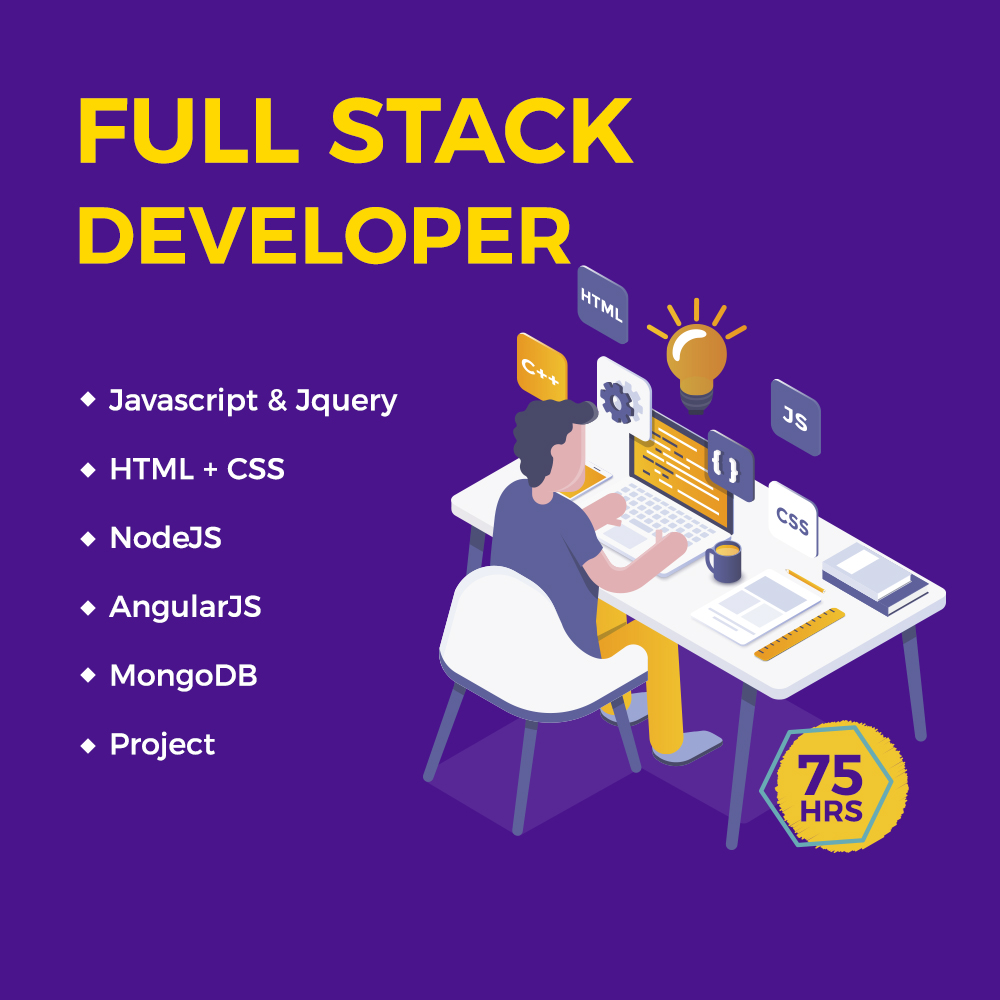 FULL STACK
DEVELOPER
HTML
C++
JS
{ }
CSS
Javascript & Jquery
HTML + CSS
NodeJS
AngularJS
MongoDB
Project
75
HRS